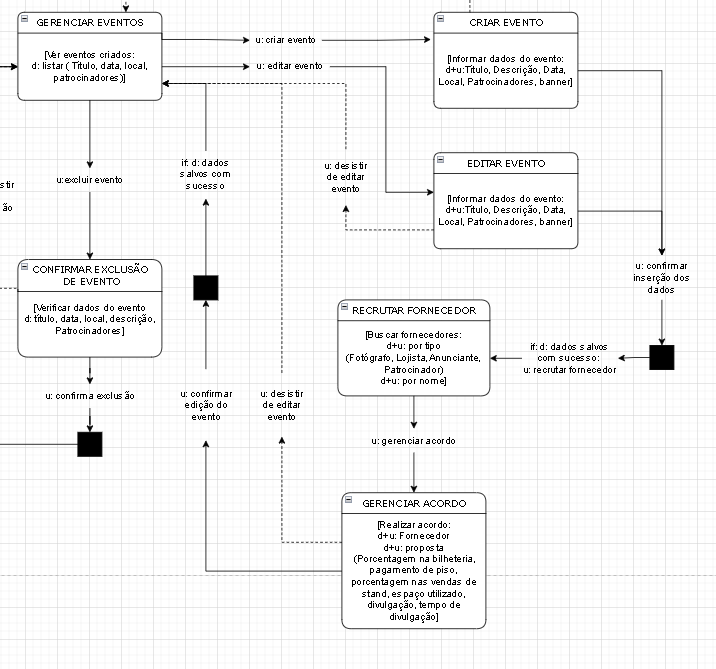 GERENCIAR EVENTOS
[Ver eventos criados:
d: listar ( Título, data, local,
patrocinadores )]
u: criar evento
u: editar evento
CRIAR EVENTO
[Informar dados do evento:
d+u:Título, Descrição, Data,
Local, Patrocinadores, banner]
u:excluir evento
if: d: dados
salvos com
sucesso
u: desistir
de editar
evento
EDITAR EVENTO
[Informar dados do evento:
d+u:Título, Descrição, Data,
Local, Patrocinadores, banner]
stir
ão
CONFIRMAR EXCLUSÃO
DE EVENTO
[Verificar dados do evento
d: título, data, local, descrição,
Patrocinadores]
u: confirmar
inserção dos
dados
RECRUTAR FORNECEDOR
[Buscar fornecedores:
d+u: por tipo
(Fotógrafo, Lojista, Anunciante,
Patrocinador)
d+u: por nome]
if: d: dados salvos
com sucesso:
u: recrutar fornecedor
u: confirma exclusão
u: confirmar
edição do
evento
u: desistir
de editar
evento
u: gerenciar acordo
GERENCIAR ACORDO
[Realizar acordo:
d+u: Fornecedor
d+u: proposta
(Porcentagem na bilheteria,
pagamento de piso,
porcentagem nas vendas de
stand, espaço utilizado,
divulgação, tempo de
divulgação]